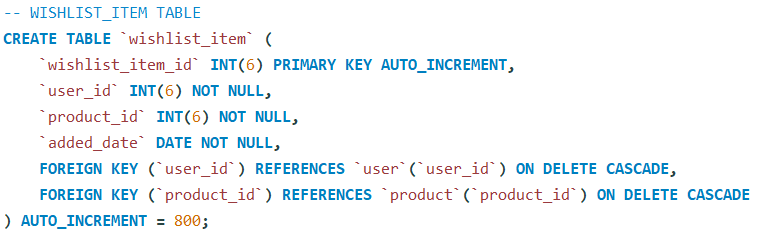 -- WISHLIST_ITEM TABLE
CREATE TABLE `wishlist_item` (
    `wishlist_item_id` INT(6) PRIMARY KEY AUTO_INCREMENT,
    `user_id` INT(6) NOT NULL,
    `product_id` INT(6) NOT NULL,
    `added_date` DATE NOT NULL,
    FOREIGN KEY (`user_id`) REFERENCES `user`(`user_id`) ON DELETE CASCADE,
    FOREIGN KEY (`product_id`) REFERENCES `product`(`product_id`) ON DELETE CASCADE
) AUTO_INCREMENT = 800;